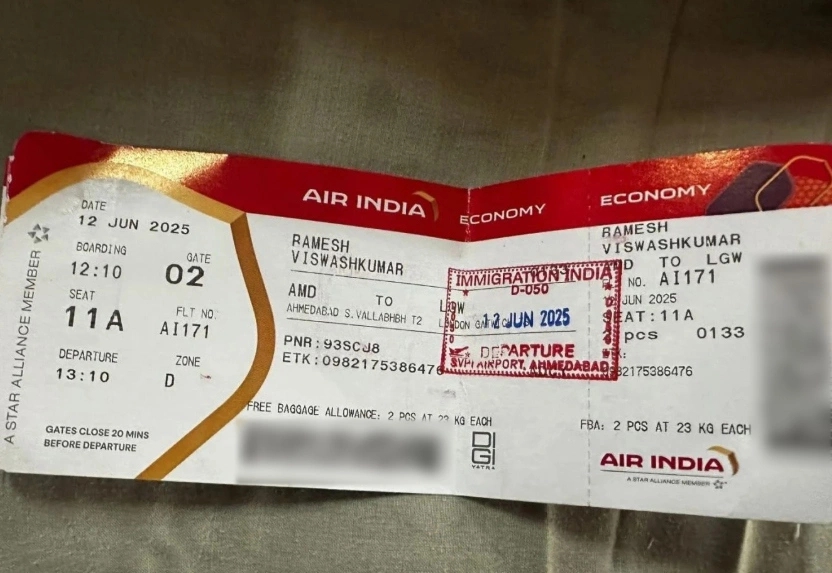 A STAR ALLIANCE MEMBER
DATE
12 JUN 2025
BOARDING
12:10
GATE
02
SEAT
11A
FLT NO.
AI171
DEPARTURE
13:10
ZONE
D
GATES CLOSE 20 MINS
BEFORE DEPARTURE
AIR INDIA
ECONOMY
RAMESH
VISWASHKUMAR
AMD TO LGW
AHMEDABAD S.VALLABHBH T2
PNR:93SCJ8
ETK:0982175386476
FREE BAGGAGE ALLOWANCE: 2 PCS AT 23 KG EACH
DIGI
YATRA
IMMIGRATION INDIA
D-050
12 JUN 2025
DEPARTURE
SVPI AIRPORT, AHMEDABAD
ECONOMY
RAMESH
VISWASHKUMAR
TO LGW
NO. AI171
JUN 2025
SEAT:11A
pcs 0133
82175386476
FBA: 2 PCS AT 23 KG EACH
AIR INDIA
A STAR ALLIANCE MEMBER